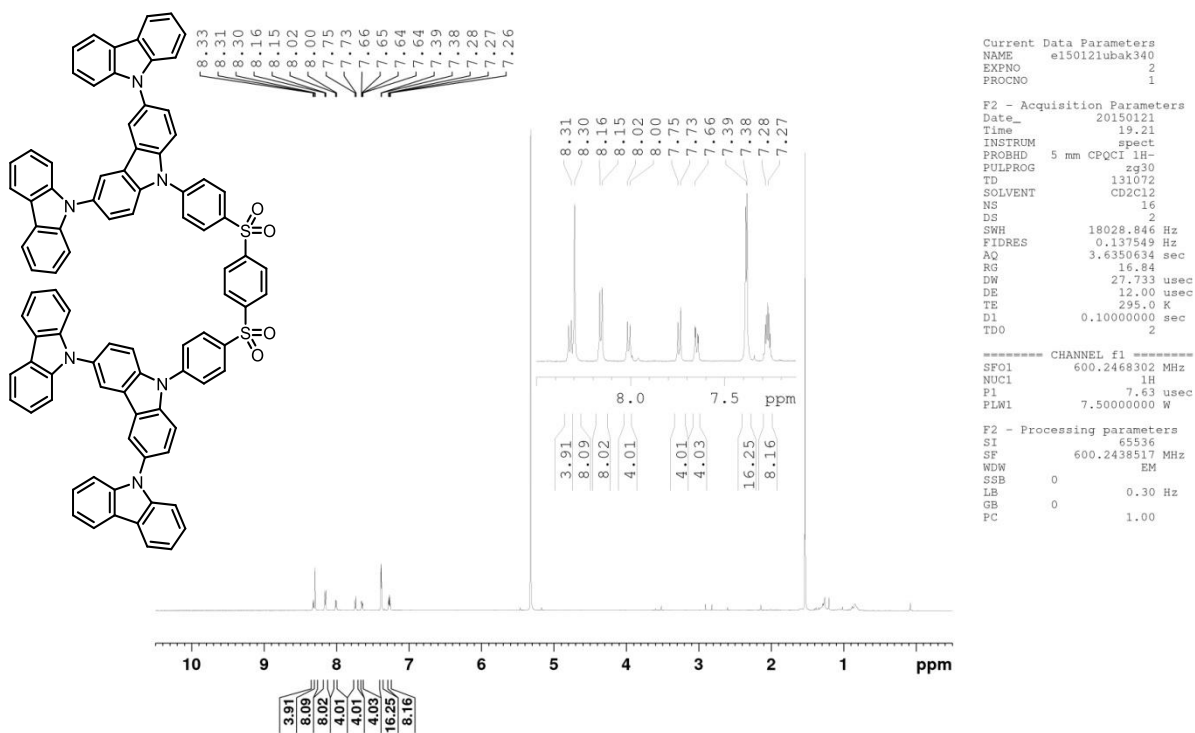 8.33
8.31
8.30
8.16
8.15
8.02
8.00
7.75
7.73
7.66
7.65
7.64
7.64
7.39
7.38
7.28
7.27
7.26
N
N
N
N
N
N
S
O
O
S
O
O
8.31
8.30
8.16
8.15
8.02
8.00
7.75
7.73
7.66
7.39
7.38
7.28
7.27
8.0 7.5 ppm
3.91
8.09
8.02
4.01
4.01
4.03
16.25
8.16
10 9 8 7 6 5 4 3 2 1 ppm
3.91
8.09
8.02
4.01
4.01
4.03
16.25
8.16
Current Data Parameters
NAME e150121ubak340
EXPNO 2
PROCNO 1
F2 - Acquisition Parameters
Date_ 20150121
Time 19.21
INSTRUM spect
PROBHD 5 mm CPQCI 1H-
PULPROG zg30
TD 131072
SOLVENT CD2Cl2
NS 16
DS 2
SWH 18028.846 Hz
FIDRES 0.137549 Hz
AQ 3.6350634 sec
RG 16.84
DW 27.733 usec
DE 12.00 usec
TE 295.0 K
D1 0.10000000 sec
TD0 2
======== CHANNEL f1 ========
SFO1 600.2468302 MHz
NUC1 1H
P1 7.63 usec
PLW1 7.50000000 W
F2 - Processing parameters
SI 65536
SF 600.2438517 MHz
WDW EM
SSB 0
LB 0.30 Hz
GB 0
PC 1.00